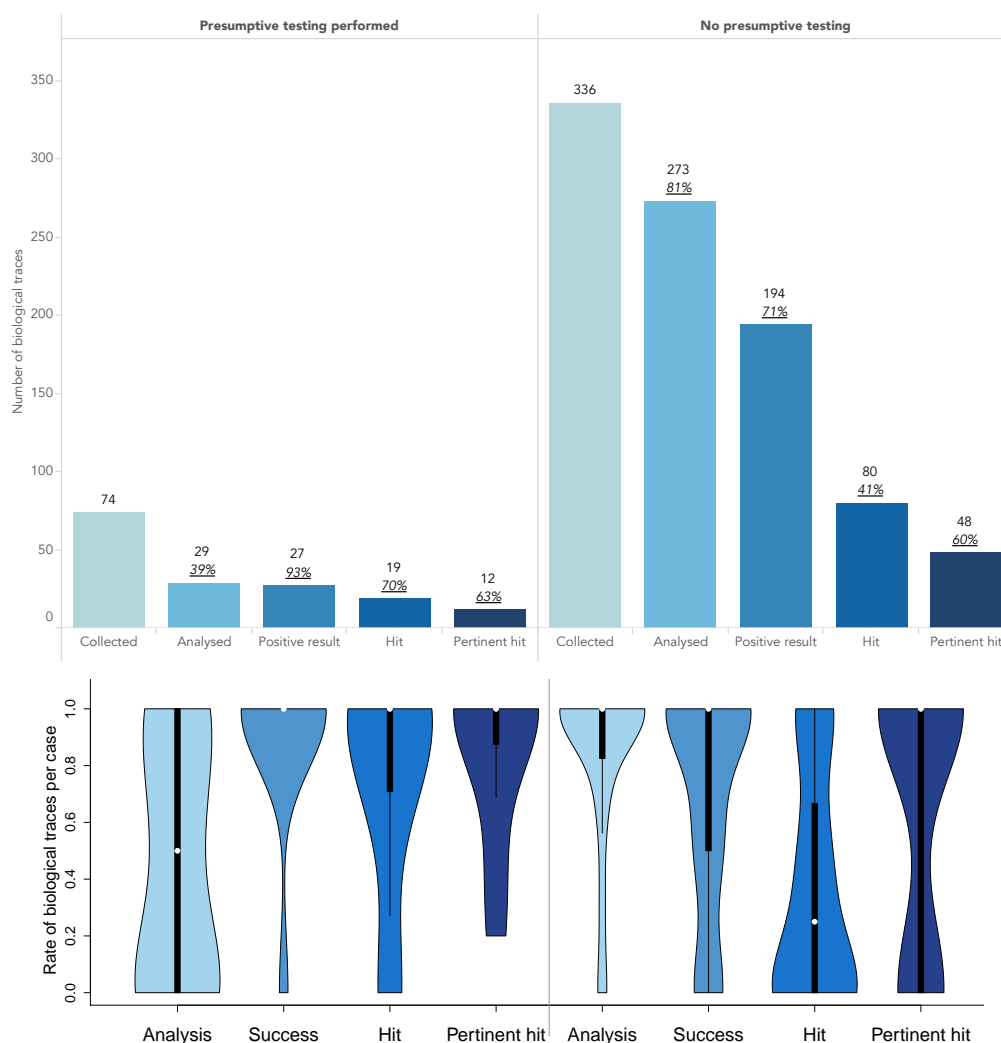 Presumptive testing performed
No presumptive testing
Number of biological traces
350
300
250
200
150
100
50
0
74
29
39%
27
93%
19
70%
12
63%
336
273
81%
194
71%
80
41%
48
60%
Collected
Analysed
Positive result
Hit
Pertinent hit
Collected
Analysed
Positive result
Hit
Pertinent hit
Rate of biological traces per case
1.0
0.8
0.6
0.4
0.2
0.0
Analysis
Success
Hit
Pertinent hit
Analysis
Success
Hit
Pertinent hit